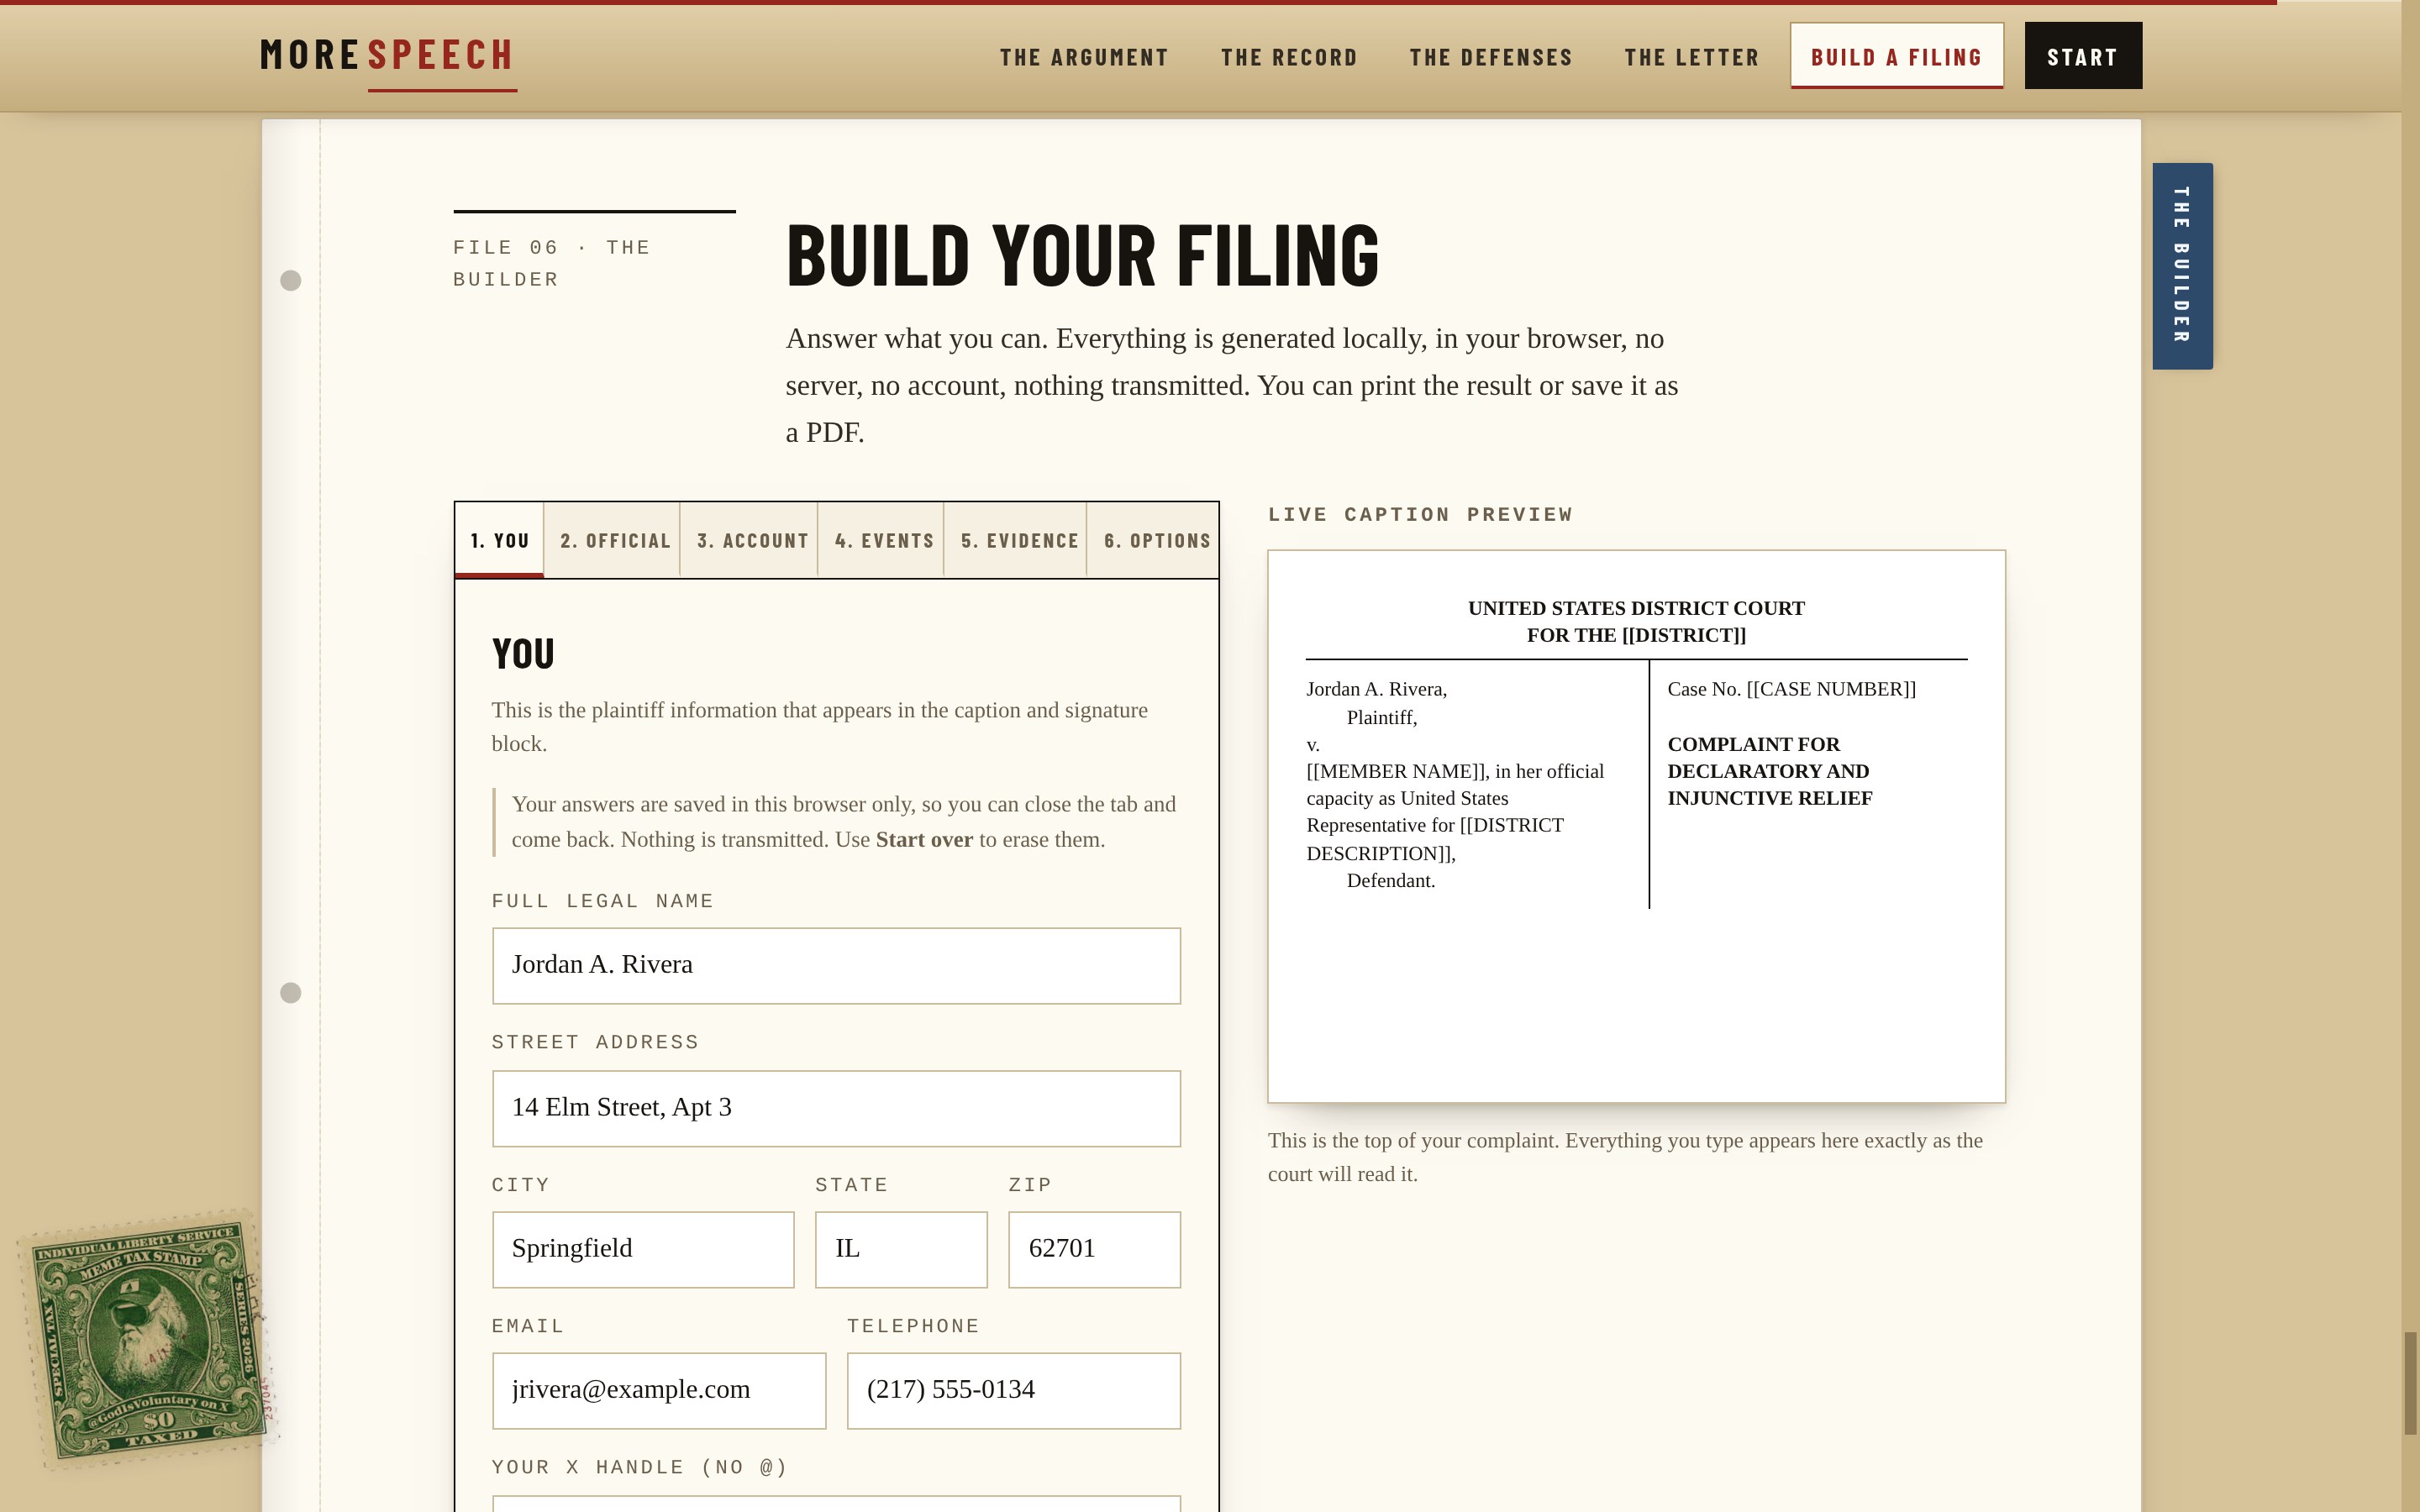 MORE SPEECH
THE ARGUMENT THE RECORD THE DEFENSES THE LETTER BUILD A FILING START
THE BUILDER
FILE 06 · THE
BUILDER
BUILD YOUR FILING
Answer what you can. Everything is generated locally, in your browser, no
server, no account, nothing transmitted. You can print the result or save it as
a PDF.
1. YOU 2. OFFICIAL 3. ACCOUNT 4. EVENTS 5. EVIDENCE 6. OPTIONS
YOU
This is the plaintiff information that appears in the caption and signature
block.
Your answers are saved in this browser only, so you can close the tab and
come back. Nothing is transmitted. Use Start over to erase them.
FULL LEGAL NAME
Jordan A. Rivera
STREET ADDRESS
14 Elm Street, Apt 3
CITY STATE ZIP
Springfield IL 62701
EMAIL TELEPHONE
jrivera@example.com (217) 555-0134
YOUR X HANDLE (NO @)
LIVE CAPTION PREVIEW
UNITED STATES DISTRICT COURT
FOR THE [[DISTRICT]]
Jordan A. Rivera,
Plaintiff,
v.
[[MEMBER NAME]], in her official
capacity as United States
Representative for [[DISTRICT
DESCRIPTION]],
Defendant.
Case No. [[CASE NUMBER]]
COMPLAINT FOR
DECLARATORY AND
INJUNCTIVE RELIEF
This is the top of your complaint. Everything you type appears here exactly as the
court will read it.
INDIVIDUAL LIBERTY SERVICE
MEME TAX STAMP
SPECIAL TAX
SERIES 2026
@GodIsVoluntary on X
$0
TAXED